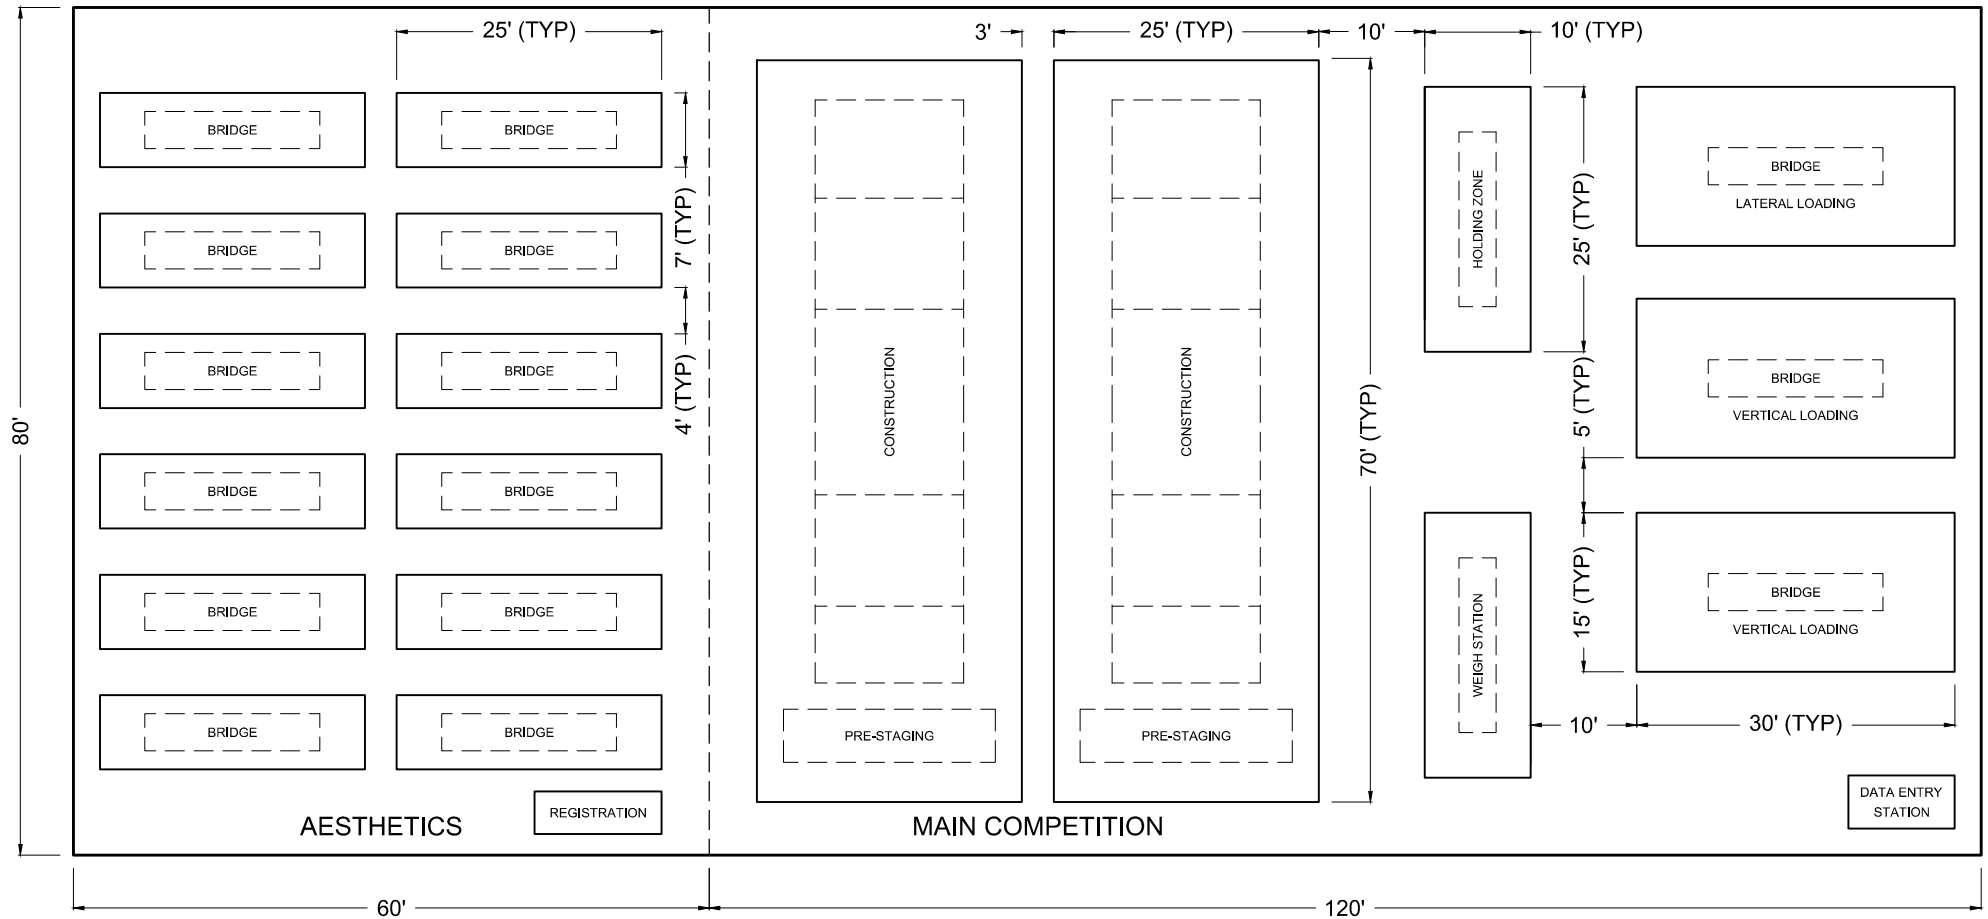 25' (TYP)
3'
25' (TYP)
10'
10' (TYP)
BRIDGE
BRIDGE
7' (TYP)
BRIDGE
BRIDGE
4' (TYP)
BRIDGE
BRIDGE
BRIDGE
BRIDGE
BRIDGE
BRIDGE
BRIDGE
BRIDGE
80'
AESTHETICS
REGISTRATION
CONSTRUCTION
PRE-STAGING
CONSTRUCTION
PRE-STAGING
70' (TYP)
MAIN COMPETITION
HOLDING ZONE
25' (TYP)
5' (TYP)
WEIGH STATION
15' (TYP)
BRIDGE
LATERAL LOADING
BRIDGE
VERTICAL LOADING
BRIDGE
VERTICAL LOADING
10'
30' (TYP)
DATA ENTRY
STATION
60'
120'